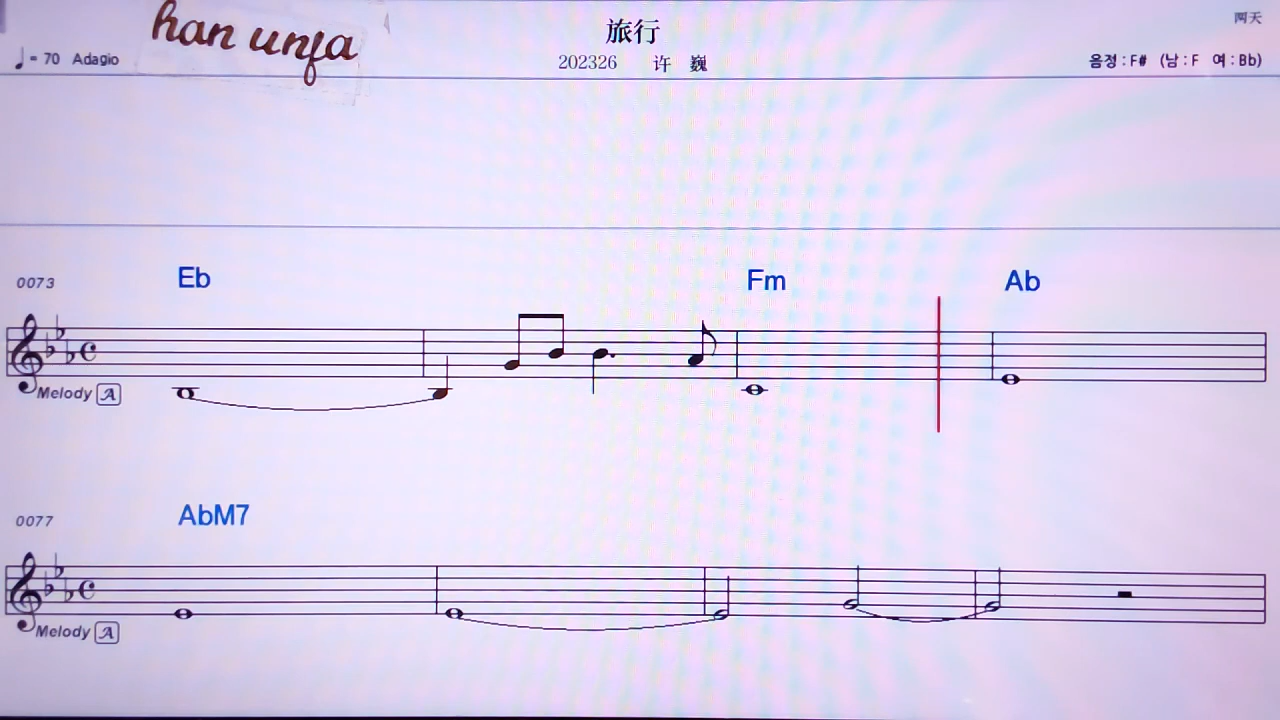 han unfa
旅行
两天
♩= 70 Adagio
202326 许 巍
음정:F# (남:F 여:Bb)
0073
Eb Fm Ab
Melody A
0077
AbM7
Melody A